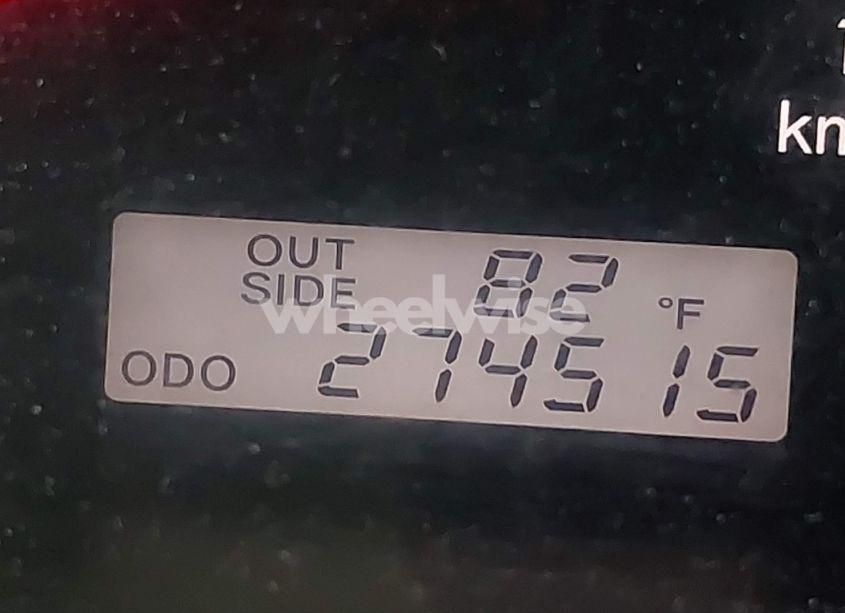 km
OUT
SIDE 82 °F
ODO 274515
wheelwise